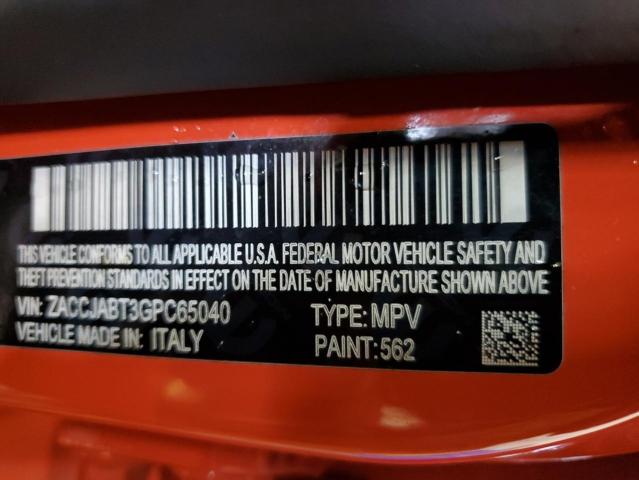 THIS VEHICLE CONFORMS TO ALL APPLICABLE U.S.A. FEDERAL MOTOR VEHICLE SAFETY AND
THEFT PREVENTION STANDARDS IN EFFECT ON THE DATE OF MANUFACTURE SHOWN ABOVE
VIN: ZACCJABT3GPC65040 TYPE: MPV
VEHICLE MADE IN: ITALY PAINT: 562